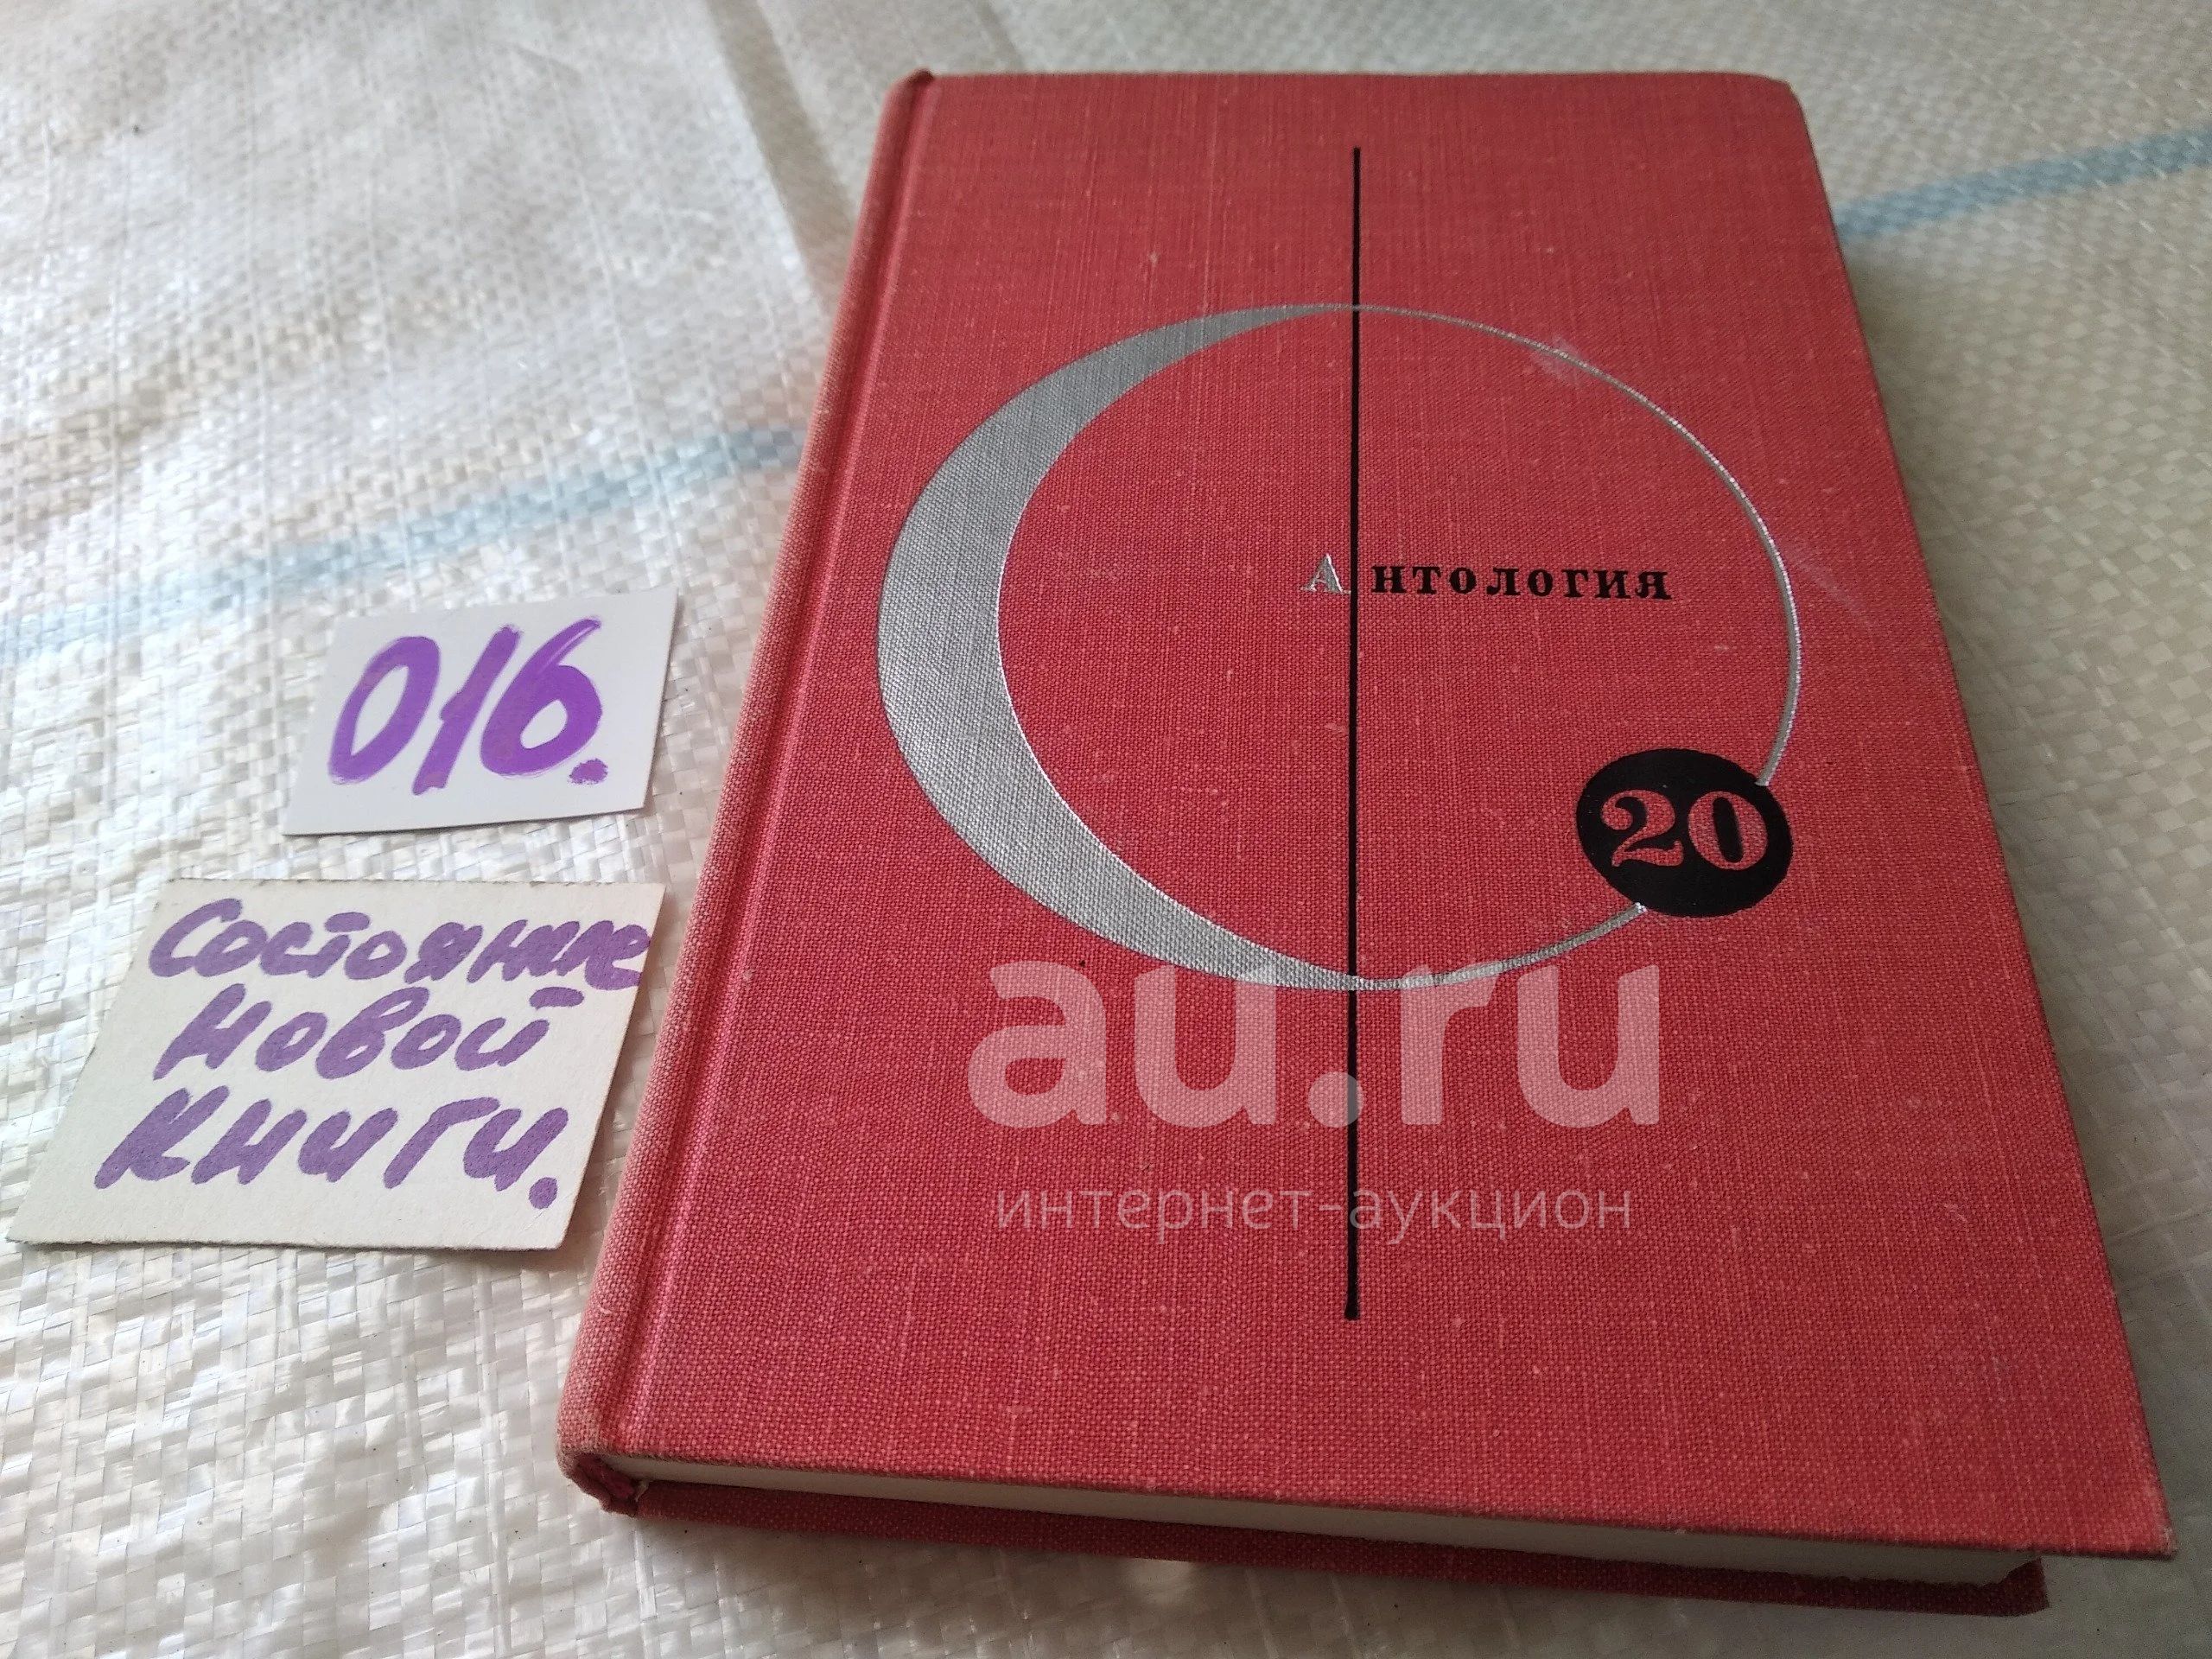 Антология
20
016.
Состояние
новой
книги.
au.ru
интернет-аукцион